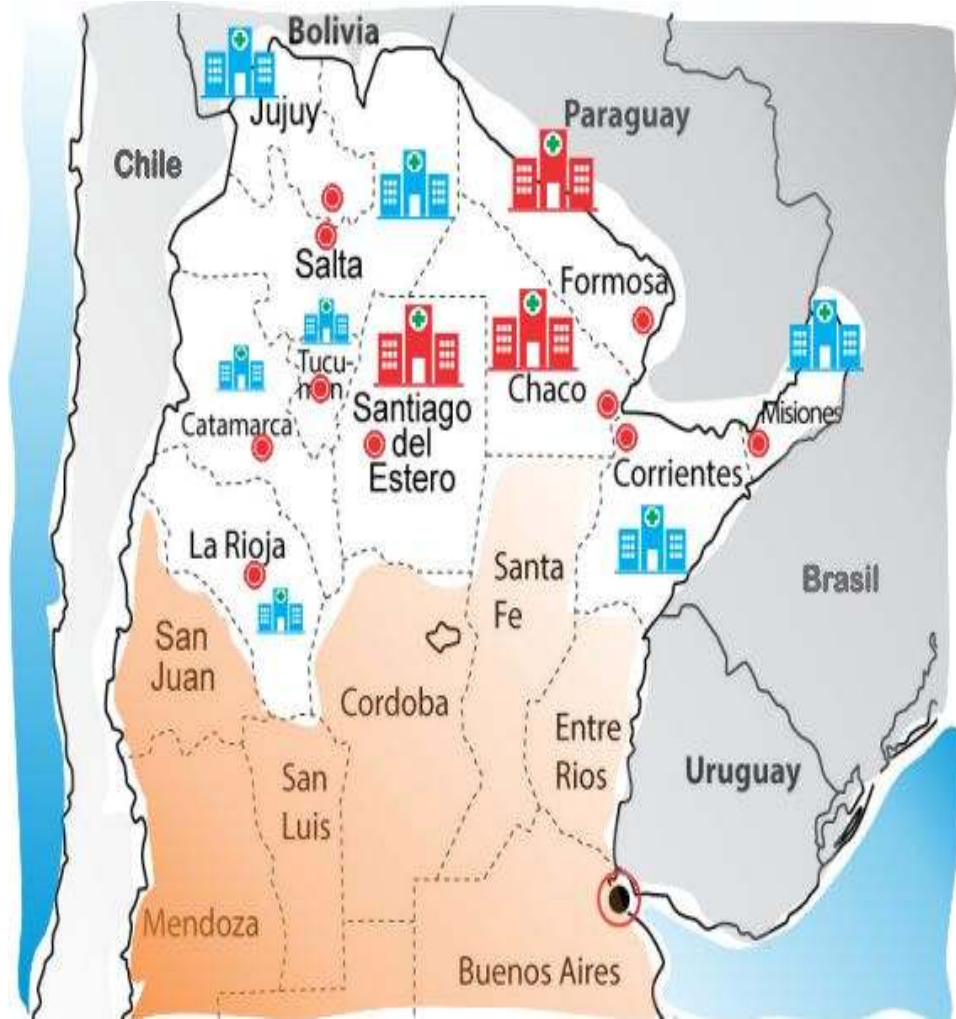 Bolivia
Jujuy
Paraguay
Chile
Salta
Formosa
Tucu-
mán
Chaco
Misiones
Catamarca
Santiago
del
Estero
Corrientes
La Rioja
Santa
Fe
Brasil
San
Juan
Cordoba
Entre
Rios
San
Luis
Uruguay
Mendoza
Buenos Aires